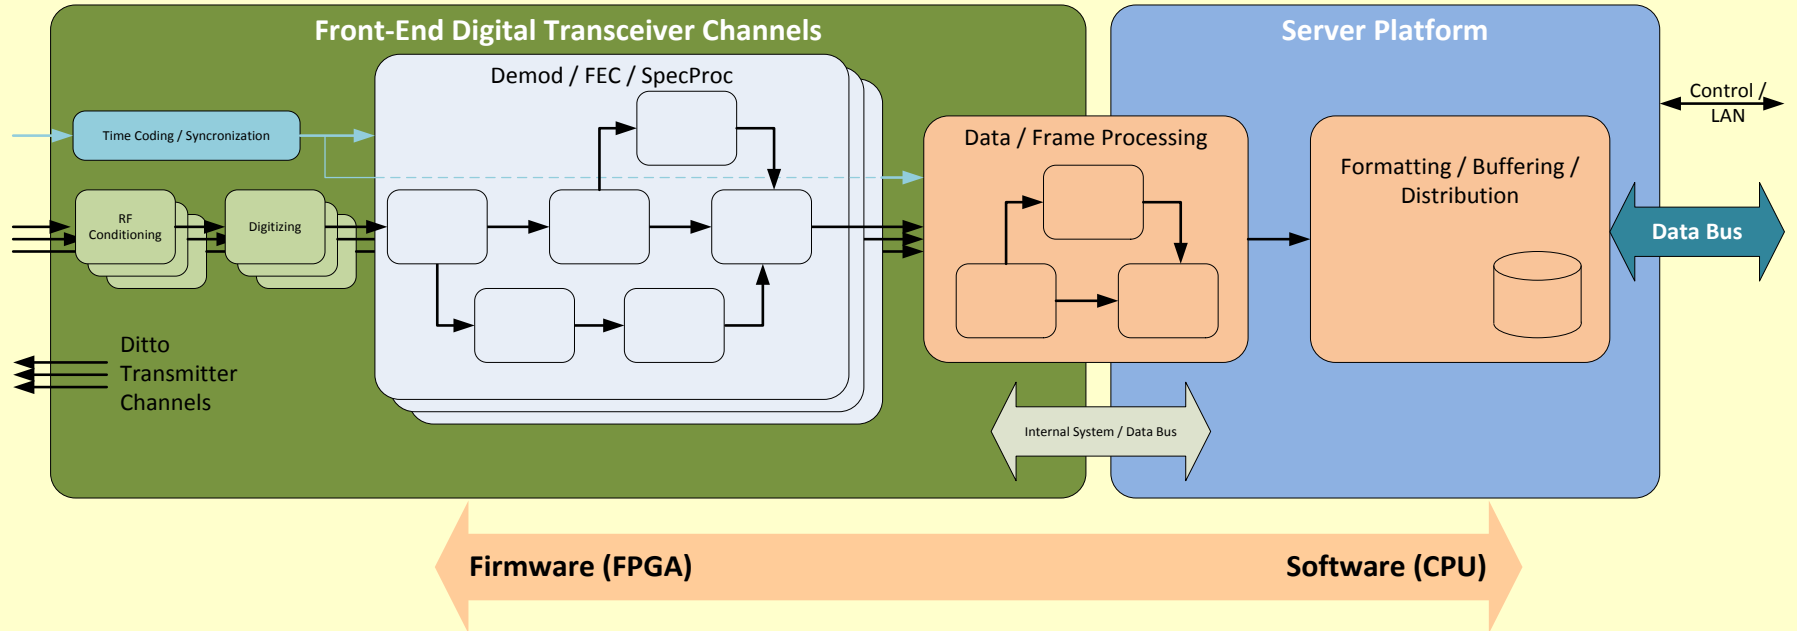 Front-End Digital Transceiver Channels
Server Platform
Demod / FEC / SpecProc
Time Coding / Syncronization
RF
Conditioning
Digitizing
Data / Frame Processing
Formatting / Buffering /
Distribution
Control /
LAN
Data Bus
Ditto
Transmitter
Channels
Internal System / Data Bus
Firmware (FPGA)
Software (CPU)